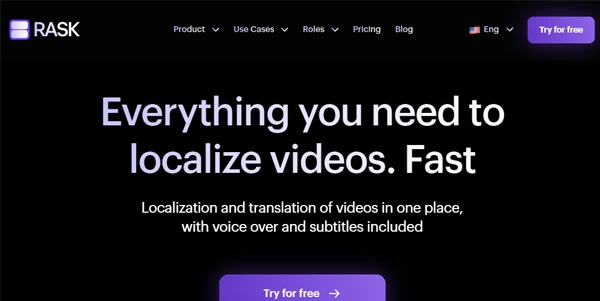 RASK
Product
Use Cases
Roles
Pricing
Blog
Eng
Try for free
Everything you need to
localize videos. Fast
Localization and translation of videos in one place,
with voice over and subtitles included
Try for free →